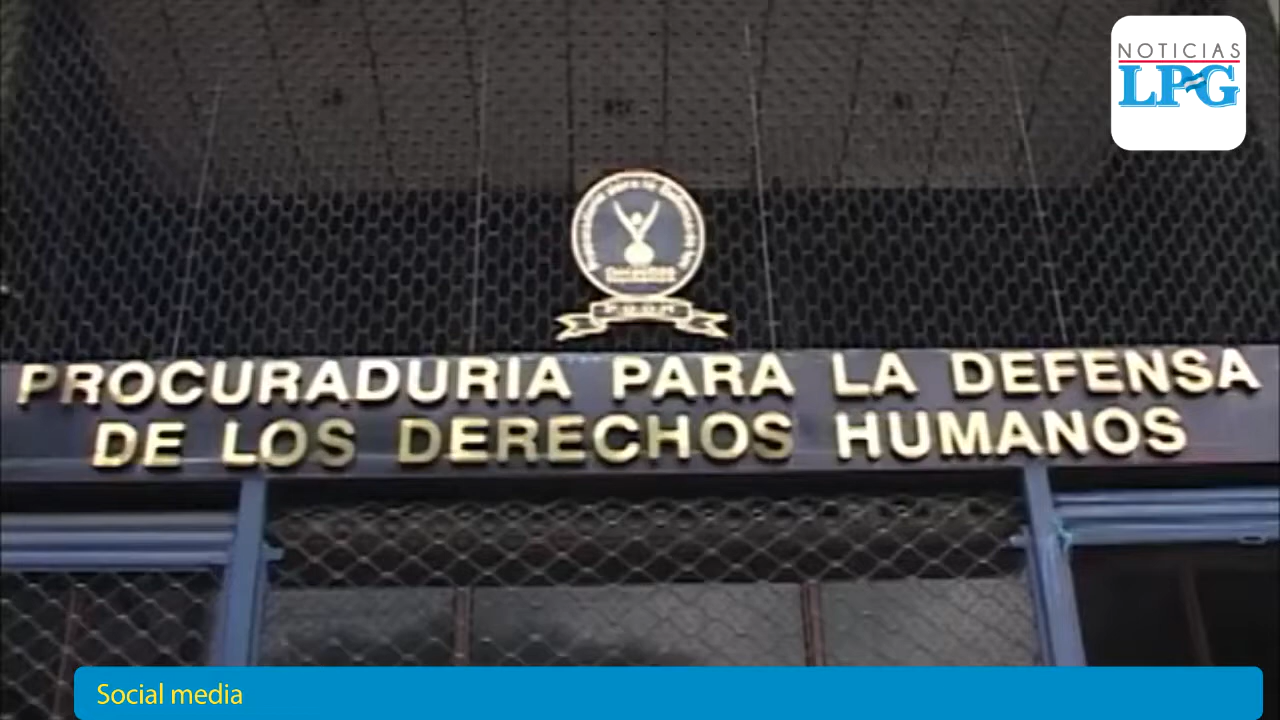 NOTICIAS
LPG
PROCURADURIA PARA LA DEFENSA
DE LOS DERECHOS HUMANOS
Social media